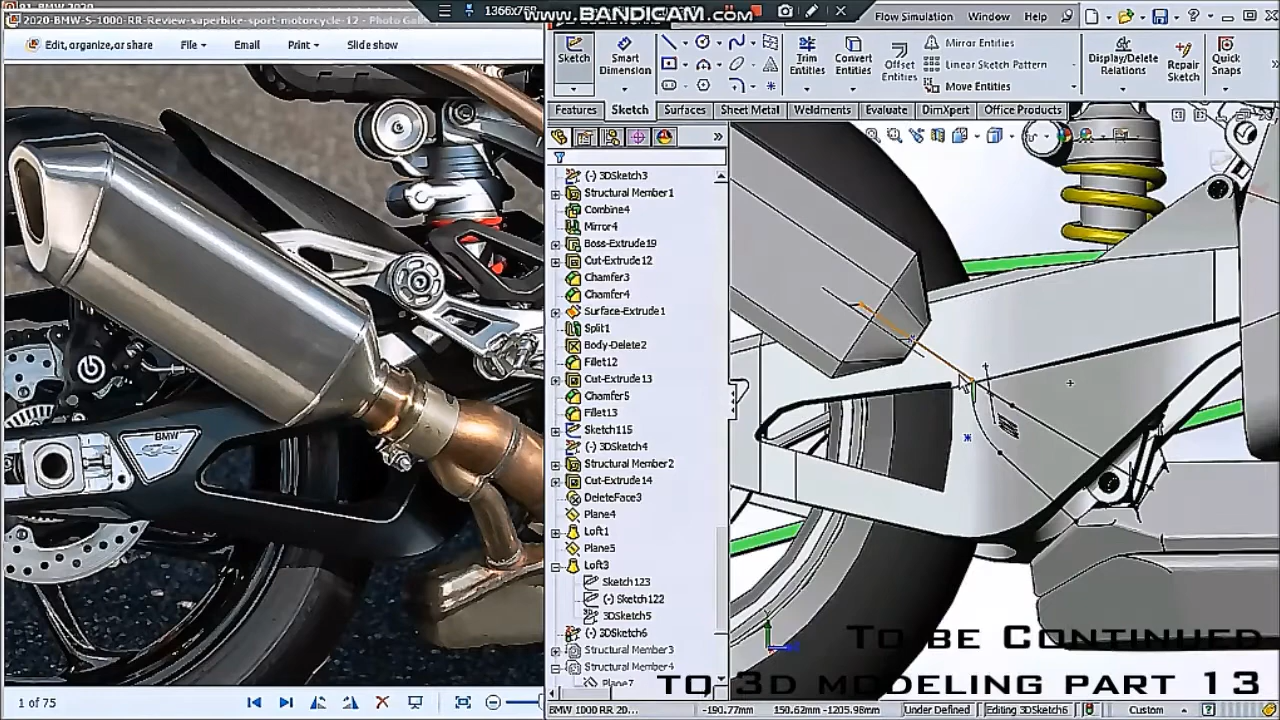 1366x768
www.BANDICAM.com
2020-BMW-S-1000-RR-Review-superbike-sport-motorcycle-12 - Photo Gal
Edit, organize,or share
File
Email
Print
Slide show
Flow Simulation
Window
Help
Sketch
Smart
Dimension
Trim
Entities
Convert
Entities
Offset
Entities
Mirror Entities
Linear Sketch Pattern
Move Entities
Display/Delete
Relations
Repair
Sketch
Quick
Snaps
Features
Sketch
Surfaces
Sheet Metal
Weldments
Evaluate
DimXpert
Office Products
(-) 3DSketch3
Structural Member1
Combine4
Mirror4
Boss-Extrude19
Cut-Extrude12
Chamfer3
Chamfer4
Surface-Extrude1
Split1
Body-Delete2
Fillet12
Cut-Extrude13
Chamfer5
Fillet13
Sketch115
(-) 3DSketch4
Structural Member2
Cut-Extrude14
DeleteFace3
Plane4
Loft1
Plane5
Loft3
Sketch123
(-) Sketch122
3DSketch5
(-) 3DSketch6
Structural Member3
Structural Member4
Plane7
BMW
To be Continued
to 3D modeling part 13
1 of 75
BMW 1000 RR 20...
-190.77mm
150.62mm -1205.98mm
Under Defined
Editing 3DSketch6
Custom